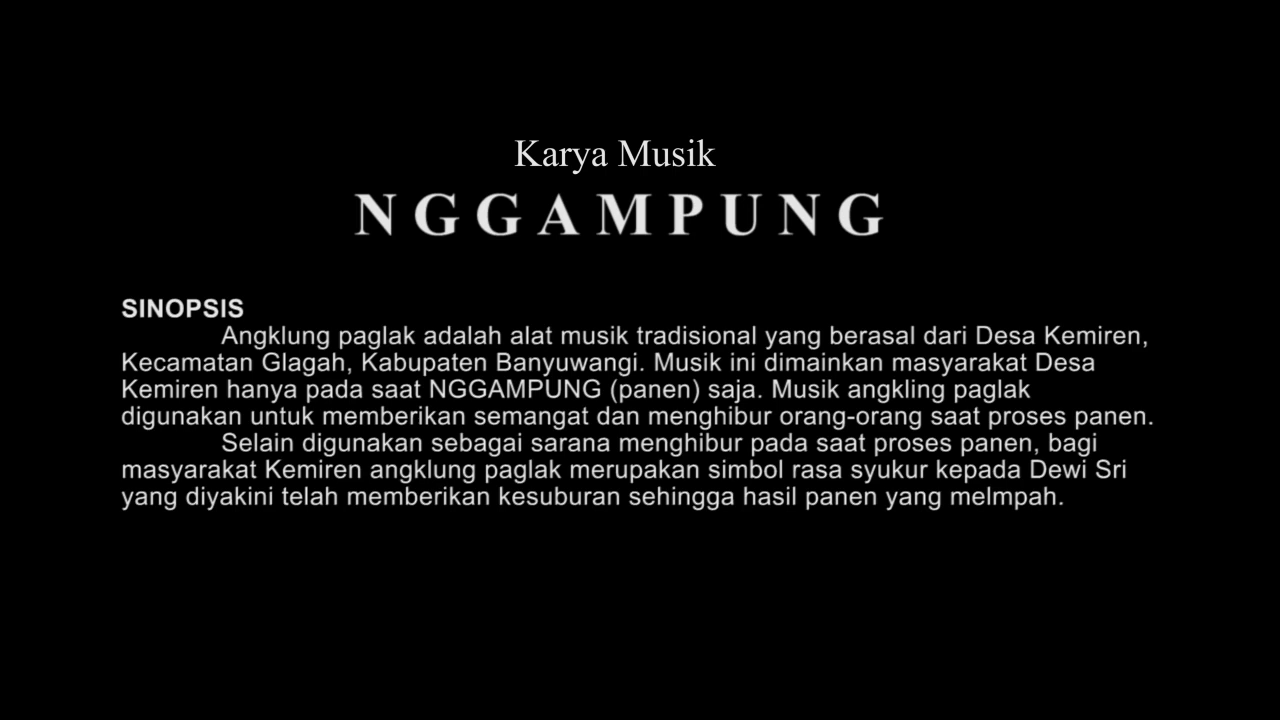 Karya Musik
NGGAMPUNG
SINOPSIS
Angklung paglak adalah alat musik tradisional yang berasal dari Desa Kemiren,
Kecamatan Glagah, Kabupaten Banyuwangi. Musik ini dimainkan masyarakat Desa
Kemiren hanya pada saat NGGAMPUNG (panen) saja. Musik angkling paglak
digunakan untuk memberikan semangat dan menghibur orang-orang saat proses panen.
Selain digunakan sebagai sarana menghibur pada saat proses panen, bagi
masyarakat Kemiren angklung paglak merupakan simbol rasa syukur kepada Dewi Sri
yang diyakini telah memberikan kesuburan sehingga hasil panen yang melmpah.